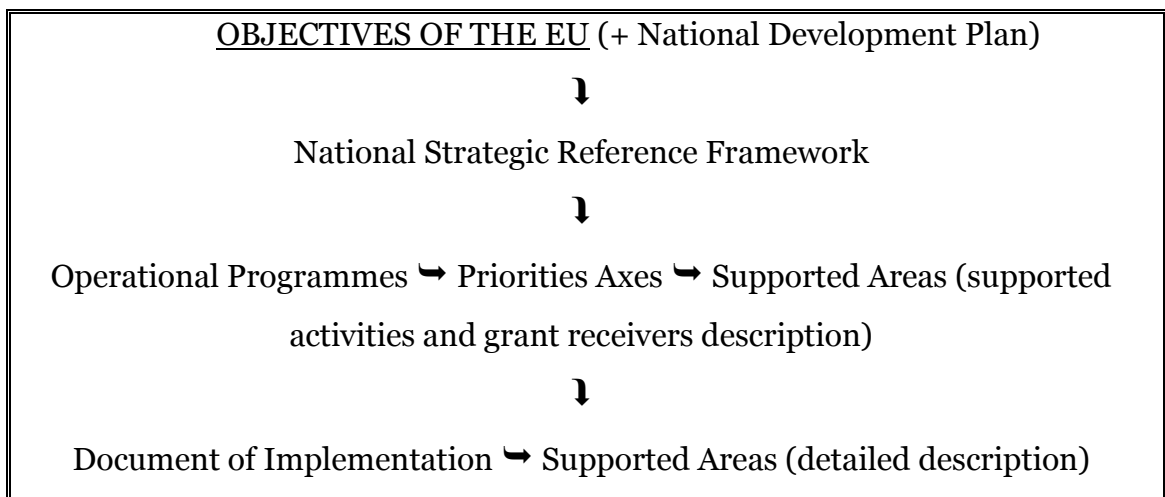 OBJECTIVES OF THE EU (+ National Development Plan)
⮧
National Strategic Reference Framework
⮧
Operational Programmes ➥ Priorities Axes ➥ Supported Areas (supported
activities and grant receivers description)
⮧
Document of Implementation ➥ Supported Areas (detailed description)